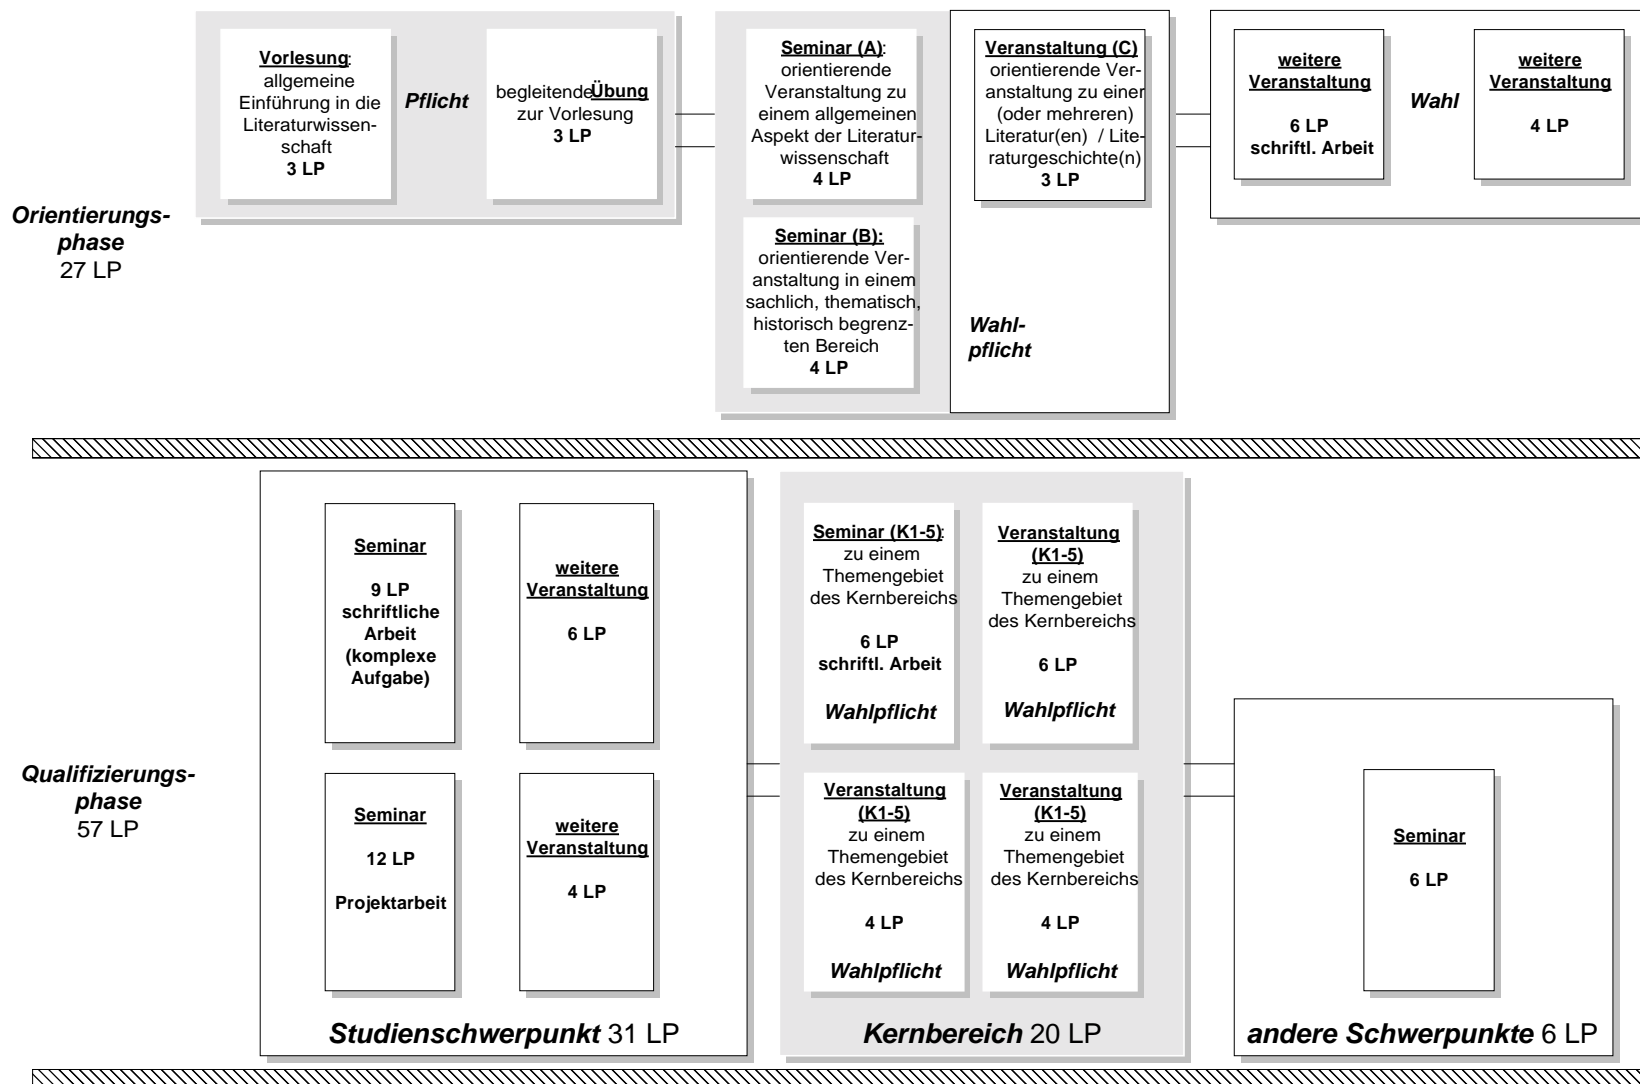 Orientierungs-
phase
27 LP
Vorlesung:
allgemeine
Einführung in die
Literaturwissen-
schaft
3 LP
Pflicht
begleitendeÜbung
zur Vorlesung
3 LP
Seminar (A):
orientierende
Veranstaltung zu
einem allgemeinen
Aspekt der Literatur-
wissenschaft
4 LP
Seminar (B):
orientierende Ver-
anstaltung in einem
sachlich, thematisch,
historisch begrenz-
ten Bereich
4 LP
Veranstaltung (C)
orientierende Ver-
anstaltung zu einer
(oder mehreren)
Literatur(en) / Lite-
raturgeschichte(n)
3 LP
Wahl-
pflicht
weitere
Veranstaltung
6 LP
schriftl. Arbeit
Wahl
weitere
Veranstaltung
4 LP
Qualifizierungs-
phase
57 LP
Seminar
9 LP
schriftliche
Arbeit
(komplexe
Aufgabe)
weitere
Veranstaltung
6 LP
Seminar
12 LP
Projektarbeit
weitere
Veranstaltung
4 LP
Studienschwerpunkt 31 LP
Seminar (K1-5):
zu einem
Themengebiet
des Kernbereichs
6 LP
schriftl. Arbeit
Wahlpflicht
Veranstaltung
(K1-5)
zu einem
Themengebiet
des Kernbereichs
6 LP
Wahlpflicht
Veranstaltung
(K1-5)
zu einem
Themengebiet
des Kernbereichs
4 LP
Wahlpflicht
Veranstaltung
(K1-5)
zu einem
Themengebiet
des Kernbereichs
4 LP
Wahlpflicht
Kernbereich 20 LP
Seminar
6 LP
andere Schwerpunkte 6 LP